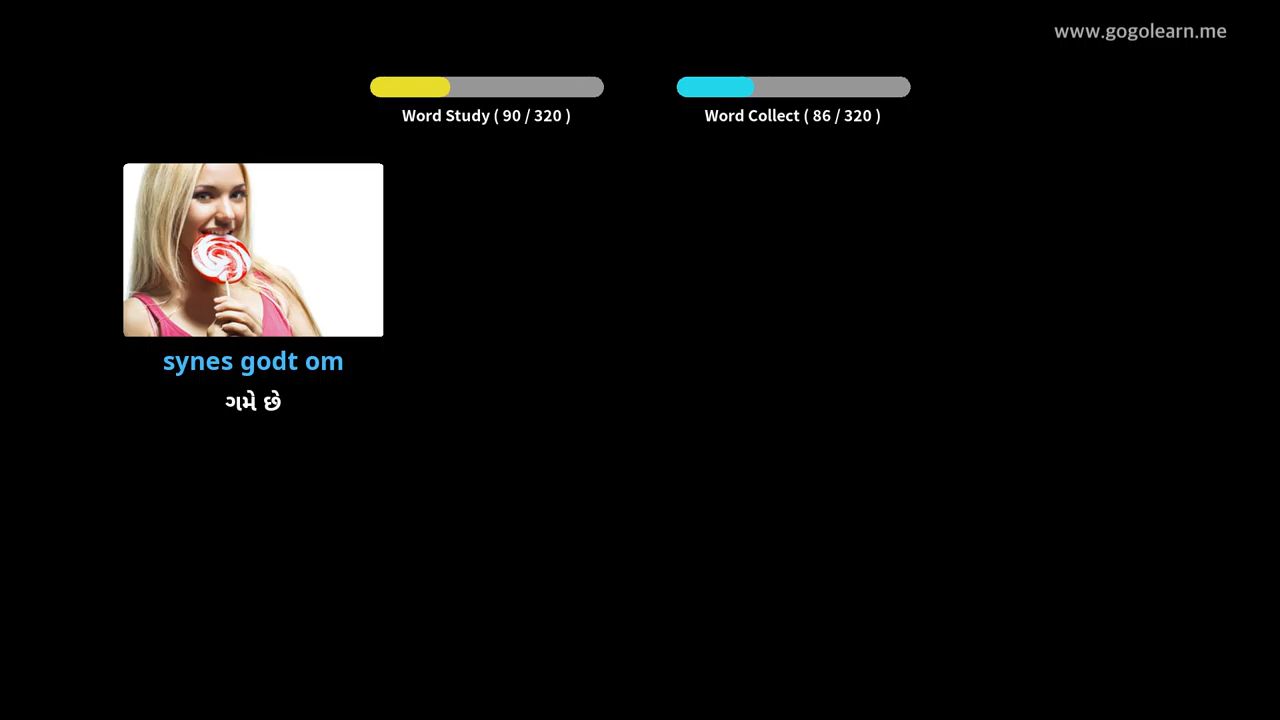 www.gogolearn.me
Word Study ( 90 / 320 )
Word Collect ( 86 / 320 )
synes godt om
ગમે છે